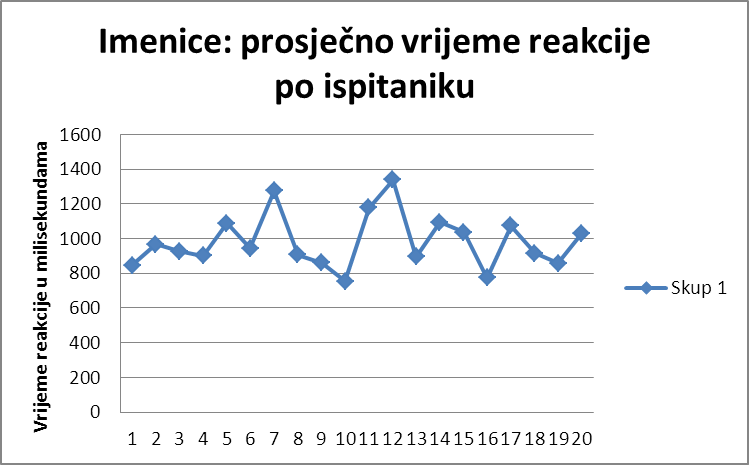 Imenice: prosječno vrijeme reakcije
po ispitaniku
Vrijeme reakcije u milisekundama
1600
1400
1200
1000
800
600
400
200
0
1 2 3 4 5 6 7 8 9 10 11 12 13 14 15 16 17 18 19 20
Skup 1